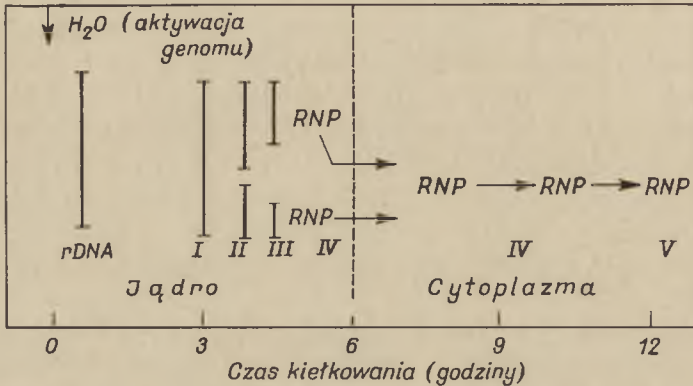 H₂O (aktywacja
genomu)
RNP
RNP
RNP RNP RNP
rDNA I II III IV IV V
Jądro Cytoplazma
0 3 6 9 12
Czas kiełkowania (godziny)